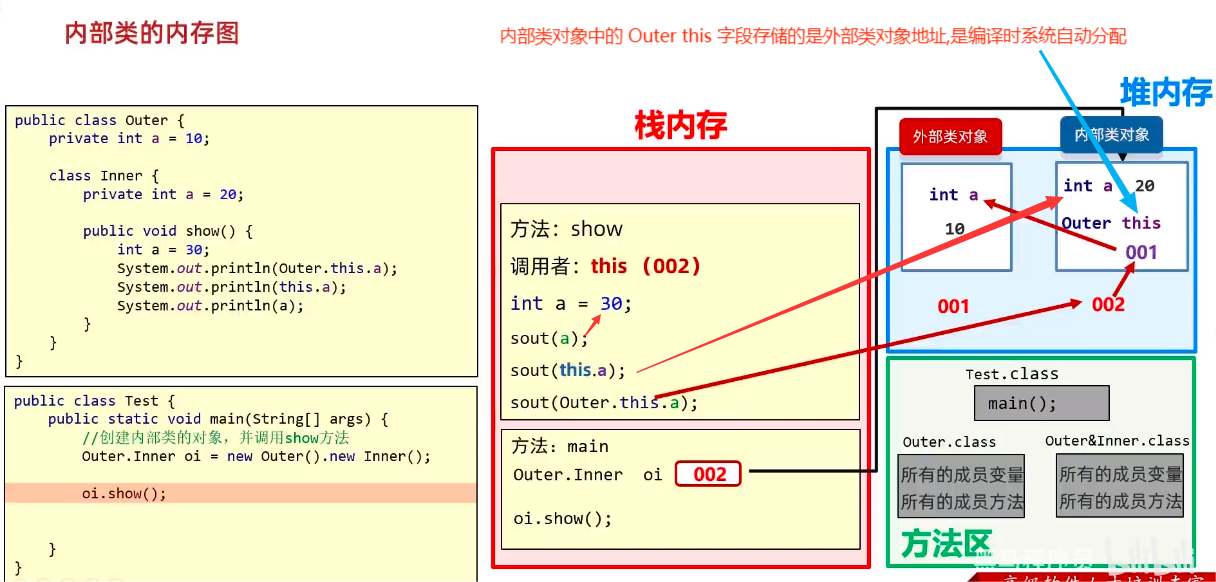 内部类的内存图
内部类对象中的 Outer this 字段存储的是外部类对象地址,是编译时系统自动分配
public class Outer {
private int a = 10;
class Inner {
private int a = 20;
public void show() {
int a = 30;
System.out.println(Outer.this.a);
System.out.println(this.a);
System.out.println(a);
}
}
}
public class Test {
public static void main(String[] args) {
//创建内部类的对象，并调用show方法
Outer.Inner oi = new Outer().new Inner();
oi.show();
}
}
栈内存
方法：show
调用者：this（002）
int a = 30;
sout(a);
sout(this.a);
sout(Outer.this.a);
方法：main
Outer.Inner oi 002
oi.show();
堆内存
外部类对象
int a
10
001
内部类对象
int a 20
Outer this
001
002
Test.class
main();
Outer.class
所有的成员变量
所有的成员方法
Outer&Inner.class
所有的成员变量
所有的成员方法
方法区